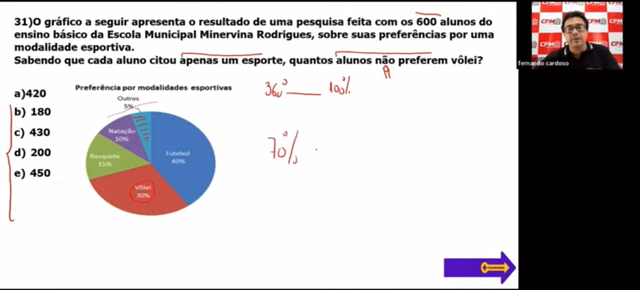 31)O gráfico a seguir apresenta o resultado de uma pesquisa feita com os 600 alunos do
ensino básico da Escola Municipal Minervina Rodrigues, sobre suas preferências por uma
modalidade esportiva.
Sabendo que cada aluno citou apenas um esporte, quantos alunos não preferem vôlei?
a)420
b) 180
c) 430
d) 200
e) 450
Preferência por modalidades esportivas
Outros
5%
Natação
10%
Basquete
15%
Futebol
40%
Vôlei
30%
360° 100%
70%
CPM
CPM
CPM
fernando cardoso